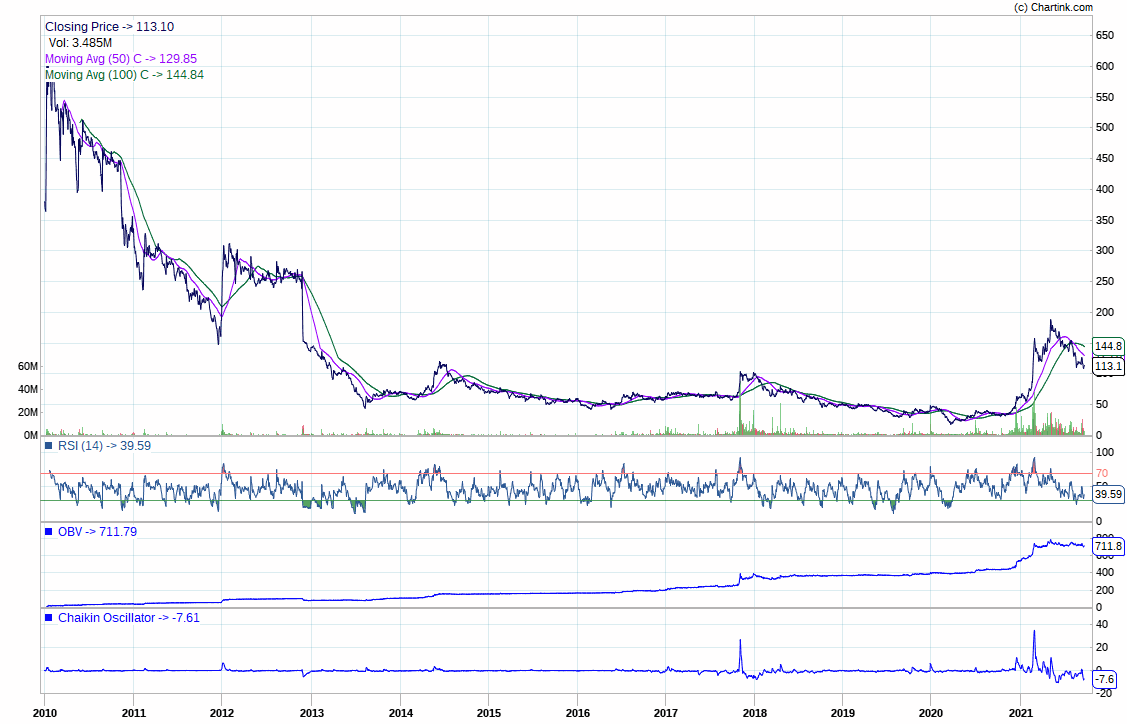 (c) Chartink.com
Closing Price -> 113.10
Vol: 3.485M
Moving Avg (50) C -> 129.85
Moving Avg (100) C -> 144.84
650
600
550
500
450
400
350
300
250
200
144.8
113.1
50
0
60M
40M
20M
0M
RSI (14) -> 39.59
100
70
39.59
0
OBV -> 711.79
711.8
400
200
0
Chaikin Oscillator -> -7.61
40
20
0
-7.6
2010 2011 2012 2013 2014 2015 2016 2017 2018 2019 2020 2021